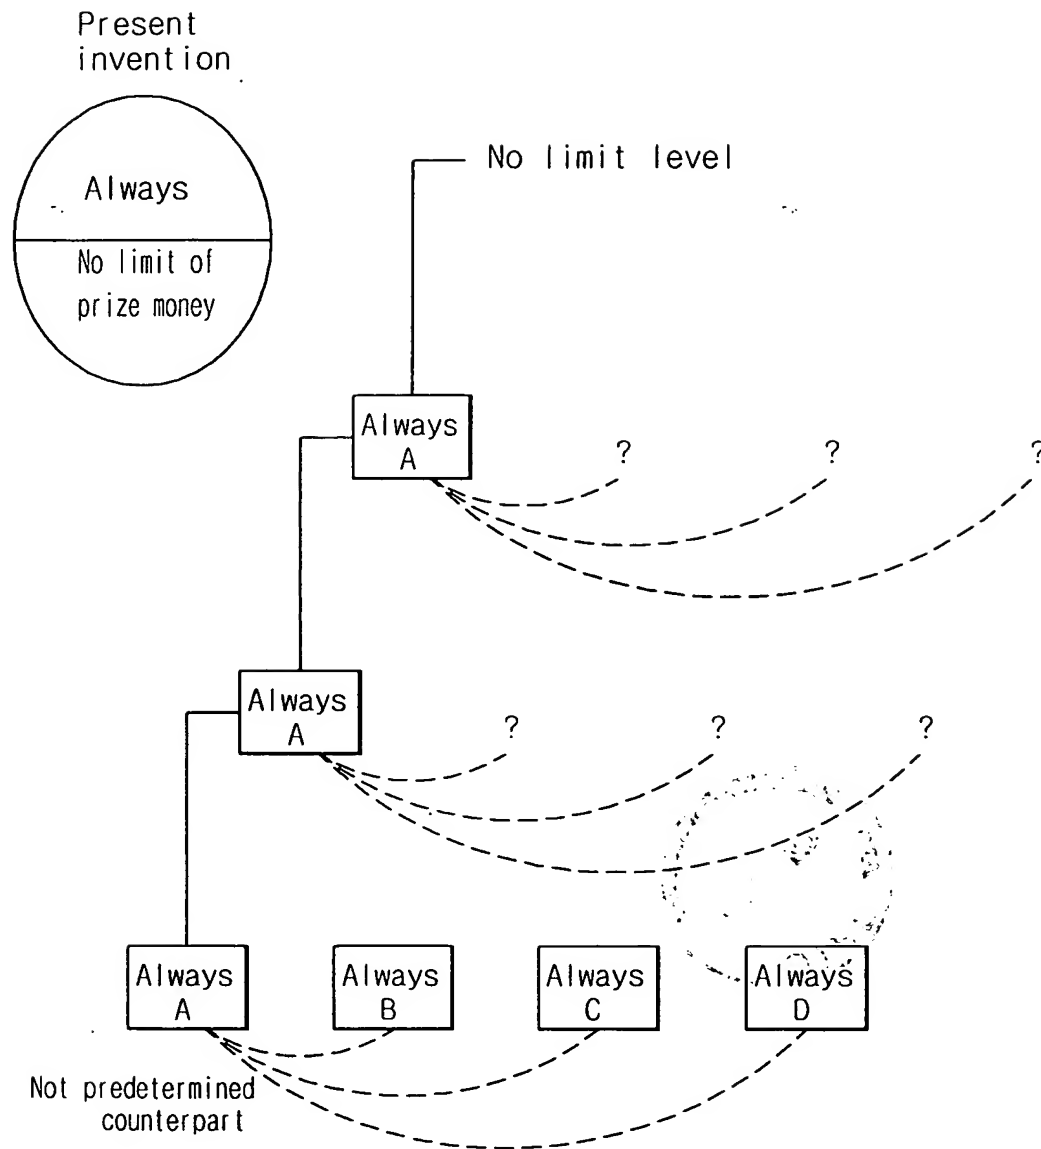 Present
invention
Always
No limit of
prize money
No limit level
Always
A
? ? ?
Always
A
? ? ?
Always
A
Always
B
Always
C
Always
D
Not predetermined
counterpart